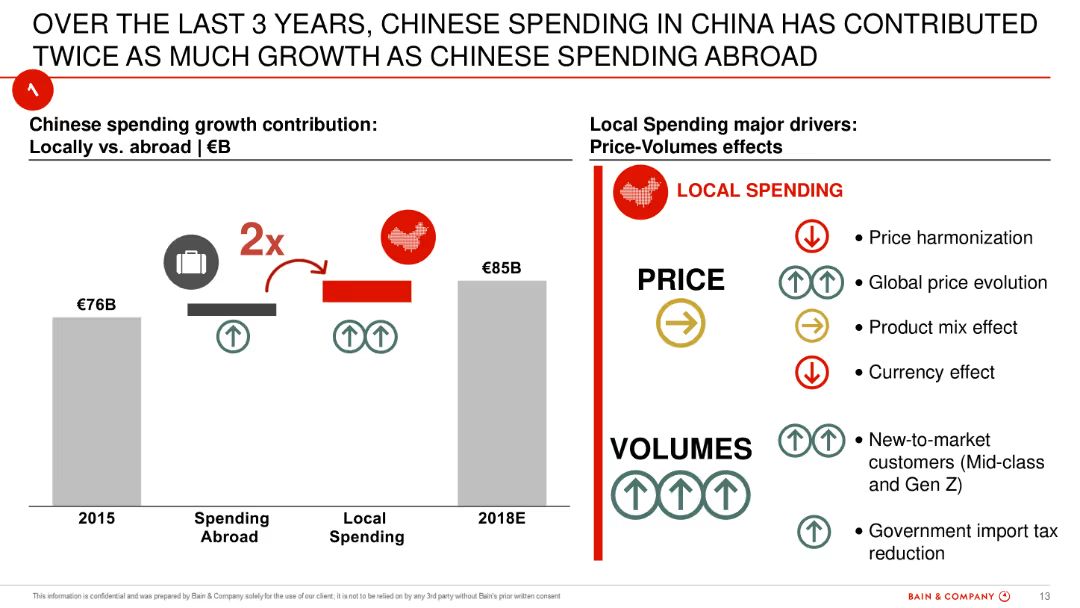 OVER THE LAST 3 YEARS, CHINESE SPENDING IN CHINA HAS CONTRIBUTED
TWICE AS MUCH GROWTH AS CHINESE SPENDING ABROAD
1
Chinese spending growth contribution:
Locally vs. abroad | €B
2x
€76B
€85B
2015
Spending
Abroad
Local
Spending
2018E
Local Spending major drivers:
Price-Volumes effects
LOCAL SPENDING
PRICE
• Price harmonization
• Global price evolution
• Product mix effect
• Currency effect
VOLUMES
• New-to-market
customers (Mid-class
and Gen Z)
• Government import tax
reduction
This information is confidential and was prepared by Bain & Company solely for the use of our client; it is not to be relied on by any 3rd party without Bain's prior written consent
BAIN & COMPANY
13